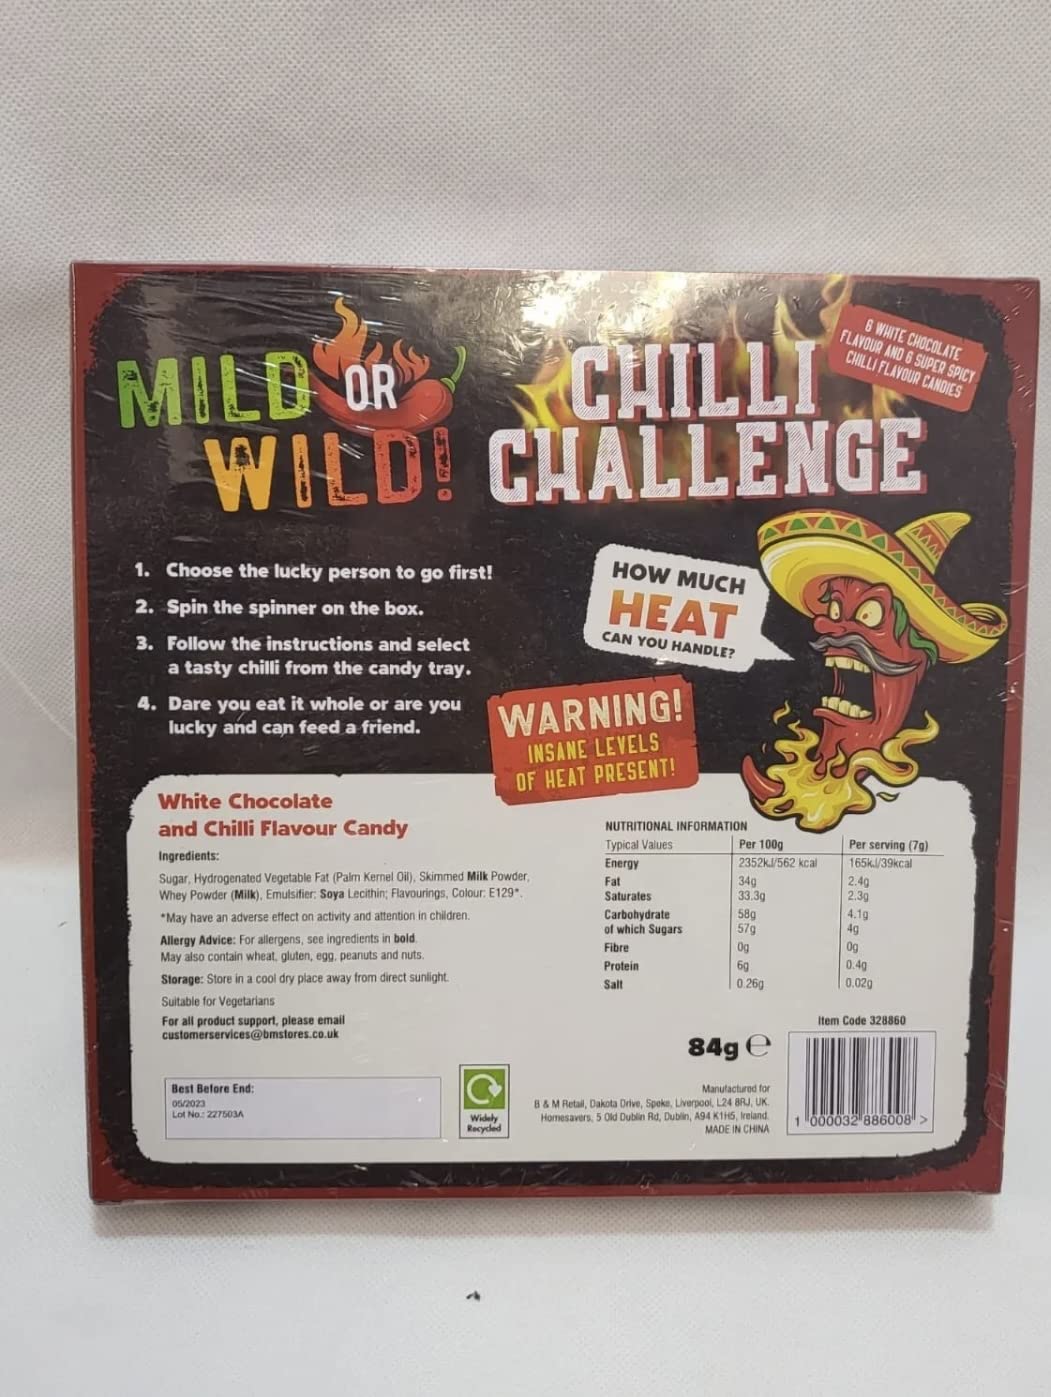 MILD OR
WILD!
CHILLI
CHALLENGE
6 WHITE CHOCOLATE
FLAVOUR AND 6 SUPER SPICY
CHILLI FLAVOUR CANDIES
1. Choose the lucky person to go first!
2. Spin the spinner on the box.
3. Follow the instructions and select
a tasty chilli from the candy tray.
4. Dare you eat it whole or are you
lucky and can feed a friend.
HOW MUCH
HEAT
CAN YOU HANDLE?
WARNING!
INSANE LEVELS
OF HEAT PRESENT!
White Chocolate
and Chilli Flavour Candy
Ingredients:
Sugar, Hydrogenated Vegetable Fat (Palm Kernel Oil), Skimmed Milk Powder,
Whey Powder (Milk), Emulsifier: Soya Lecithin; Flavourings, Colour: E129*.
*May have an adverse effect on activity and attention in children.
Allergy Advice: For allergens, see ingredients in bold.
May also contain wheat, gluten, egg, peanuts and nuts.
Storage: Store in a cool dry place away from direct sunlight.
Suitable for Vegetarians
For all product support, please email
customerservices@bmstores.co.uk
Best Before End:
05/2023
Lot No.: 227503A
Widely
Recycled
NUTRITIONAL INFORMATION
Typical Values Per 100g Per serving (7g)
Energy 2352kJ/562 kcal 165kJ/39kcal
Fat 34g 2.4g
Saturates 33.3g 2.3g
Carbohydrate 58g 4.1g
of which Sugars 57g 4g
Fibre 0g 0g
Protein 6g 0.4g
Salt 0.26g 0.02g
84g e
Item Code 328860
Manufactured for
B & M Retail, Dakota Drive, Speke, Liverpool, L24 8RJ, UK.
Homesavers, 5 Old Dublin Rd, Dublin, A94 K1H5, Ireland.
MADE IN CHINA
1 000032 886008 >